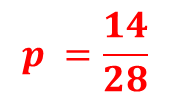 p = 14/28